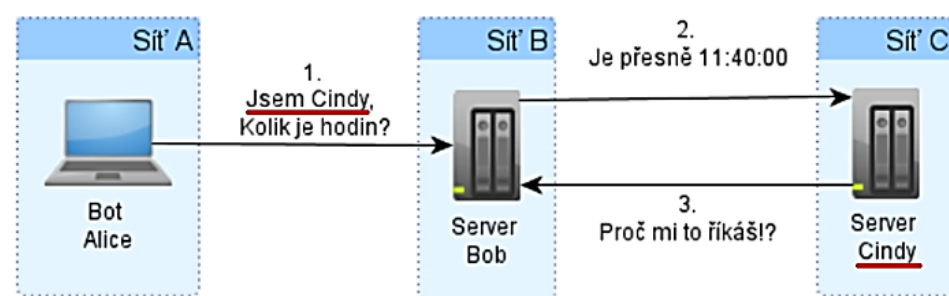 Síť A
Síť B
Síť C
1.
Jsem Cindy,
Kolik je hodin?
2.
Je přesně 11:40:00
3.
Proč mi to říkáš!?
Bot
Alice
Server
Bob
Server
Cindy